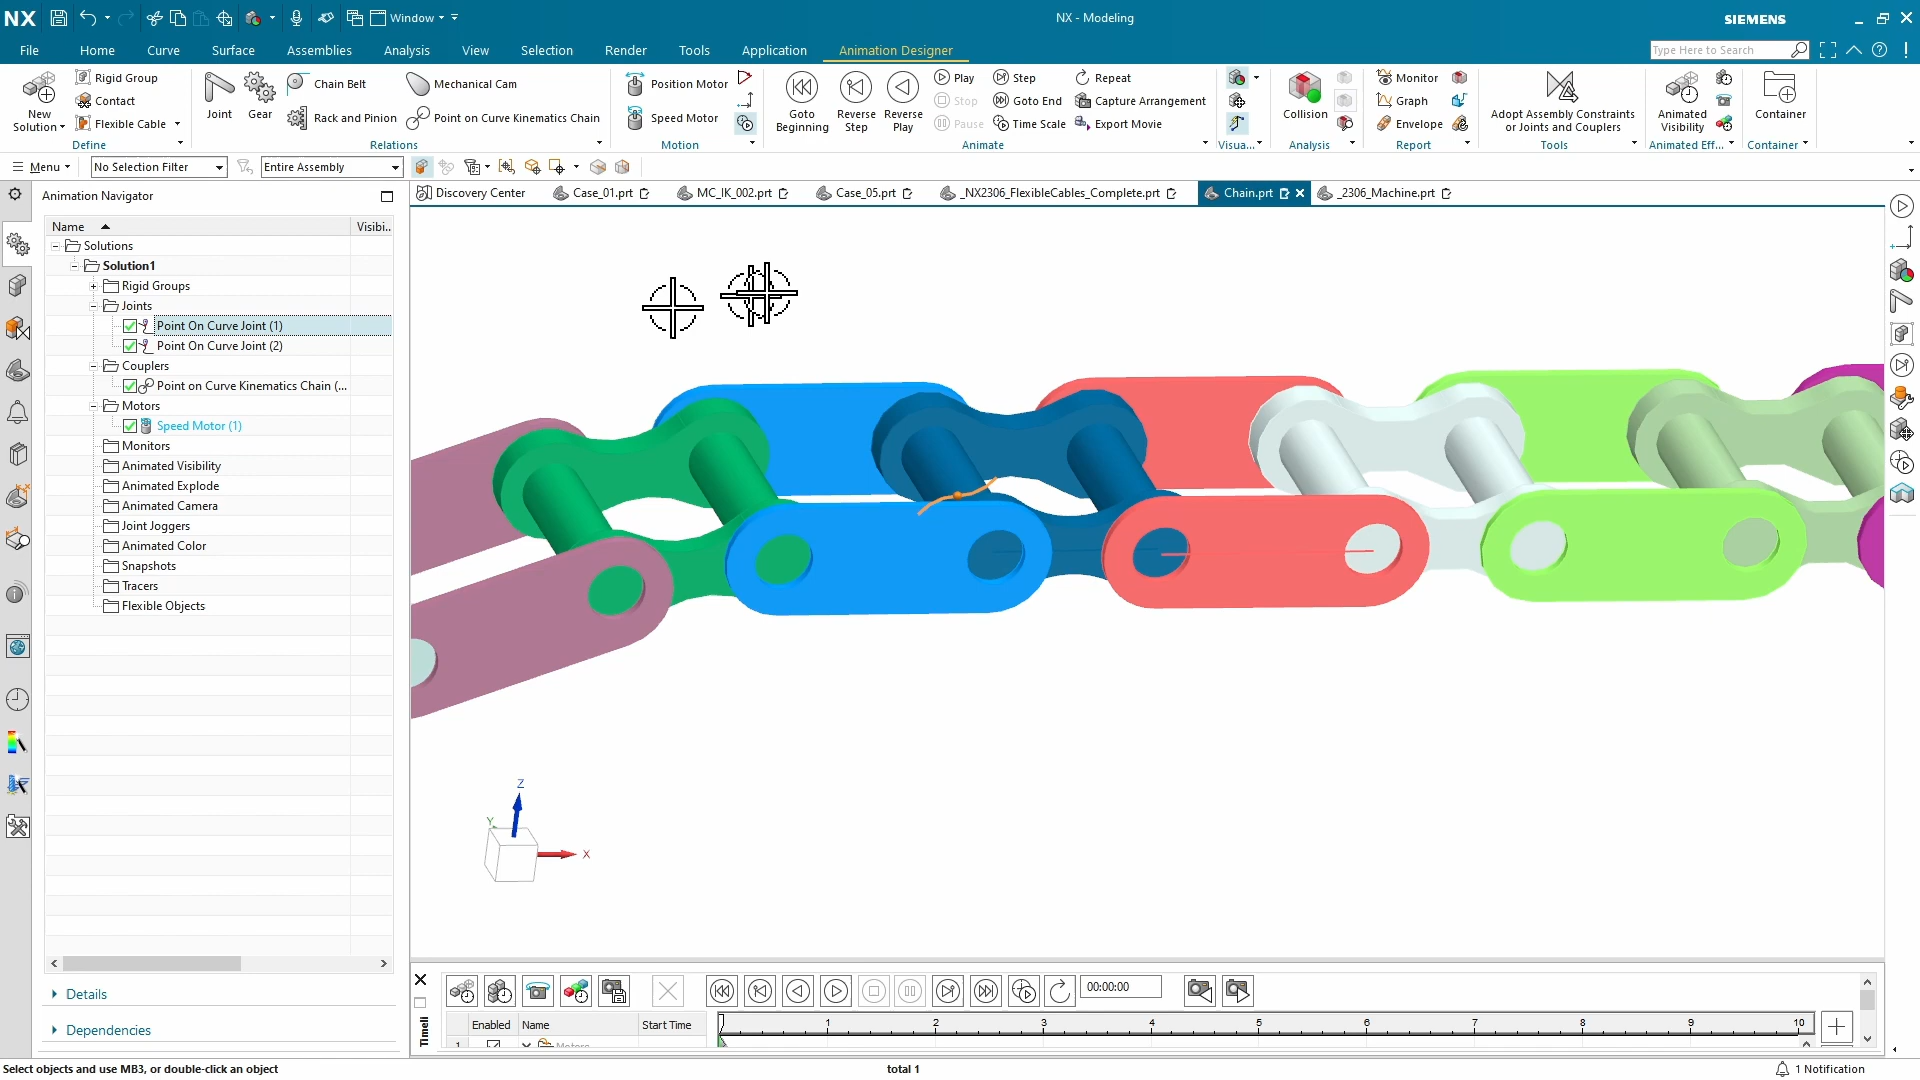 NX
Window
NX - Modeling
SIEMENS
File
Home
Curve
Surface
Assemblies
Analysis
View
Selection
Render
Tools
Application
Animation Designer
Type Here to Search
New
Solution
Rigid Group
Contact
Flexible Cable
Define
Joint
Gear
Chain Belt
Rack and Pinion
Mechanical Cam
Point on Curve Kinematics Chain
Relations
Position Motor
Speed Motor
Motion
Goto
Beginning
Reverse
Step
Reverse
Play
Play
Stop
Pause
Step
Goto End
Time Scale
Repeat
Capture Arrangement
Export Movie
Animate
Visua...
Collision
Analysis
Monitor
Graph
Envelope
Report
Adopt Assembly Constraints
or Joints and Couplers
Tools
Animated
Visibility
Animated Eff...
Container
Container
Menu
No Selection Filter
Entire Assembly
Animation Navigator
Discovery Center
Case_01.prt
MC_IK_002.prt
Case_05.prt
_NX2306_FlexibleCables_Complete.prt
Chain.prt
_2306_Machine.prt
Name
Visibi..
Solutions
Solution1
Rigid Groups
Joints
Point On Curve Joint (1)
Point On Curve Joint (2)
Couplers
Point on Curve Kinematics Chain (...
Motors
Speed Motor (1)
Monitors
Animated Visibility
Animated Explode
Animated Camera
Joint Joggers
Animated Color
Snapshots
Tracers
Flexible Objects
Z
Y
X
Details
Dependencies
Timeli
00:00:00
Enabled
Name
Start Time
1 2 3 4 5 6 7 8 9 10
1
Motors
Select objects and use MB3, or double-click an object
total 1
1 Notification